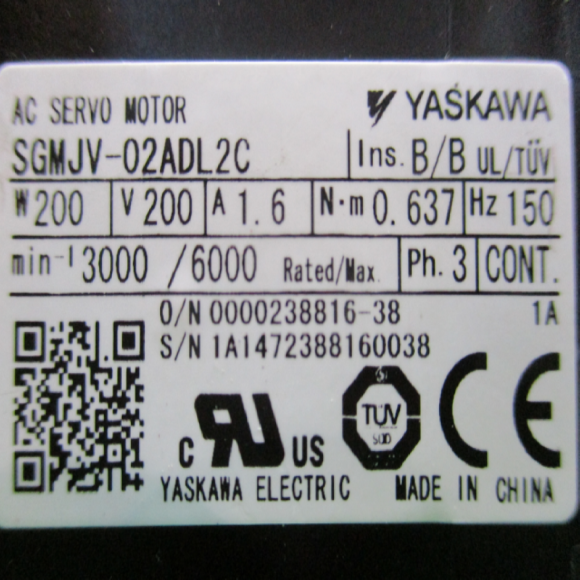 AC SERVO MOTOR YASKAWA
SGMJV-02ADL2C Ins. B/B UL/TÜV
W 200 V 200 A 1.6 N·m 0.637 Hz 150
min-1 3000 /6000 Rated/Max. Ph. 3 CONT.
O/N 0000238816-38 1A
S/N 1A1472388160038
C RU US TÜV CE
YASKAWA ELECTRIC MADE IN CHINA